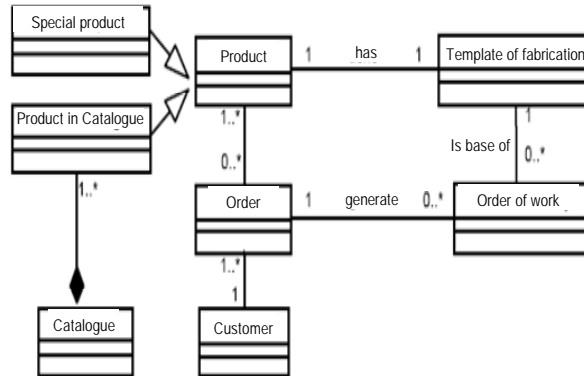 Special product
Product
1 has 1
Template of fabrication
Product in Catalogue
1..*
1
Is base of
0..*
0..*
1..*
Order
1 generate 0..*
Order of work
1..*
1
Catalogue
Customer